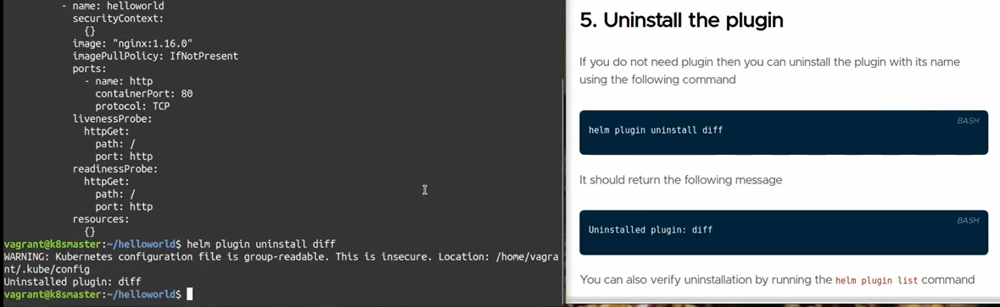 - name: helloworld
securityContext:
{}
image: "nginx:1.16.0"
imagePullPolicy: IfNotPresent
ports:
- name: http
containerPort: 80
protocol: TCP
livenessProbe:
httpGet:
path: /
port: http
readinessProbe:
httpGet:
path: /
port: http
resources:
{}
vagrant@k8smaster:~/helloworld$ helm plugin uninstall diff
WARNING: Kubernetes configuration file is group-readable. This is insecure. Location: /home/vagra
nt/.kube/config
Uninstalled plugin: diff
vagrant@k8smaster:~/helloworld$
5. Uninstall the plugin
If you do not need plugin then you can uninstall the plugin with its name
using the following command
BASH
helm plugin uninstall diff
It should return the following message
BASH
Uninstalled plugin: diff
You can also verify uninstallation by running the helm plugin list command